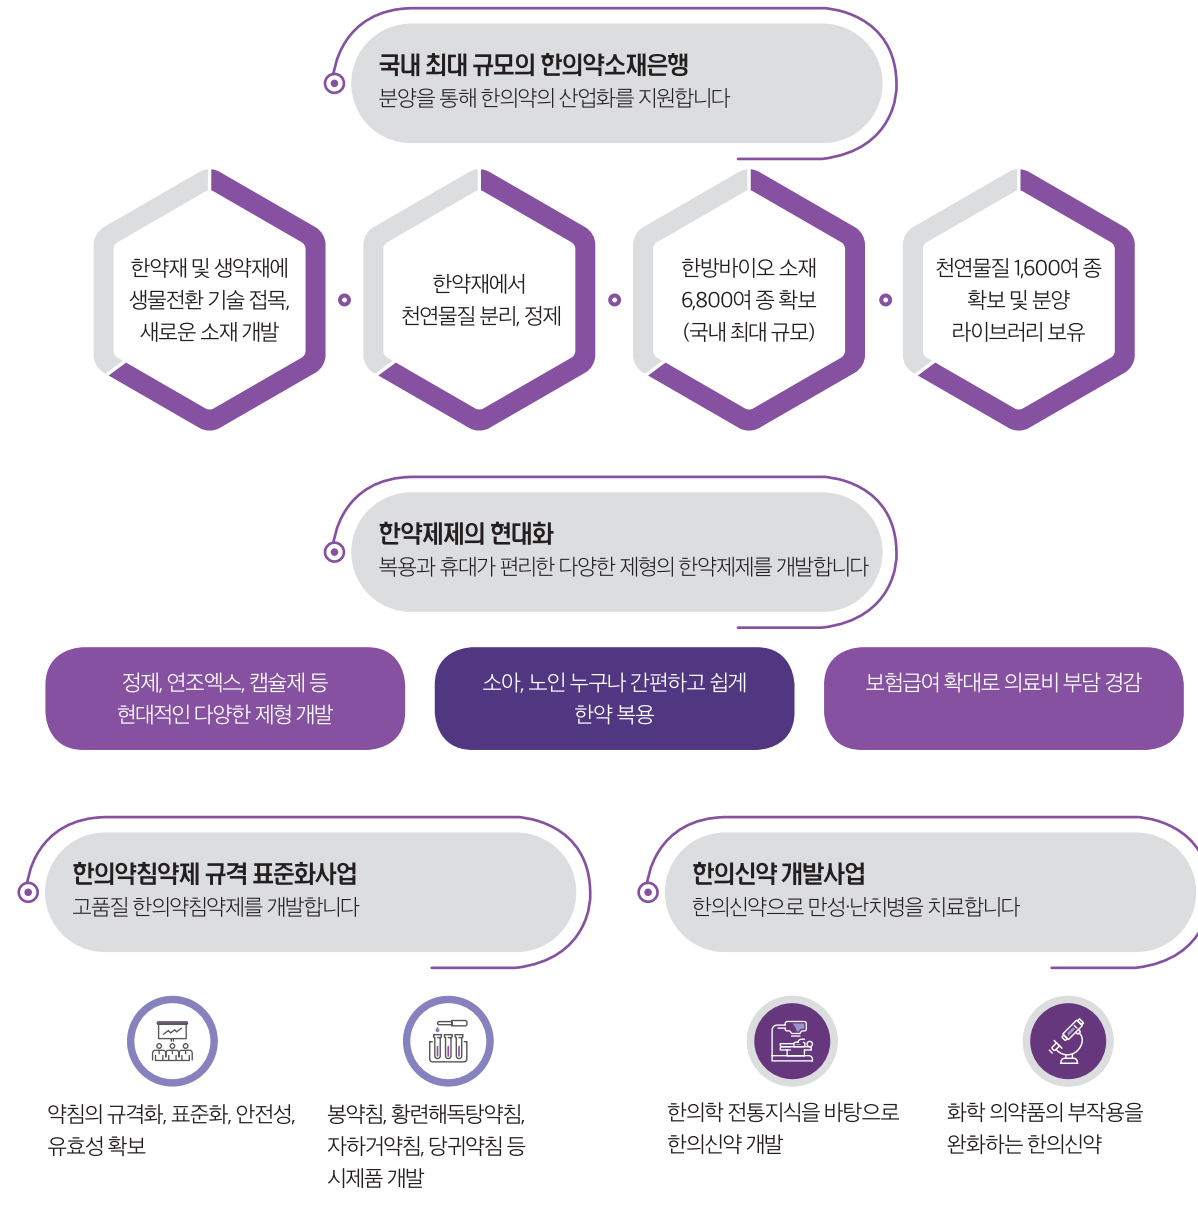 국내 최대 규모의 한의약소재은행
분양을 통해 한의약의 산업화를 지원합니다
한약재 및 생약재에
생물전환 기술 접목,
새로운 소재 개발
한약재에서
천연물질 분리, 정제
한방바이오 소재
6,800여 종 확보
(국내 최대 규모)
천연물질 1,600여 종
확보 및 분양
라이브러리 보유
한약제제의 현대화
복용과 휴대가 편리한 다양한 제형의 한약제제를 개발합니다
정제, 연조엑스, 캡슐제 등
현대적인 다양한 제형 개발
소아, 노인 누구나 간편하고 쉽게
한약 복용
보험급여 확대로 의료비 부담 경감
한의약침약제 규격 표준화사업
고품질 한의약침약제를 개발합니다
약침의 규격화, 표준화, 안전성,
유효성 확보
봉약침, 황련해독탕약침,
자하거약침, 당귀약침 등
시제품 개발
한의신약 개발사업
한의신약으로 만성·난치병을 치료합니다
한의학 전통지식을 바탕으로
한의신약 개발
화학 의약품의 부작용을
완화하는 한의신약